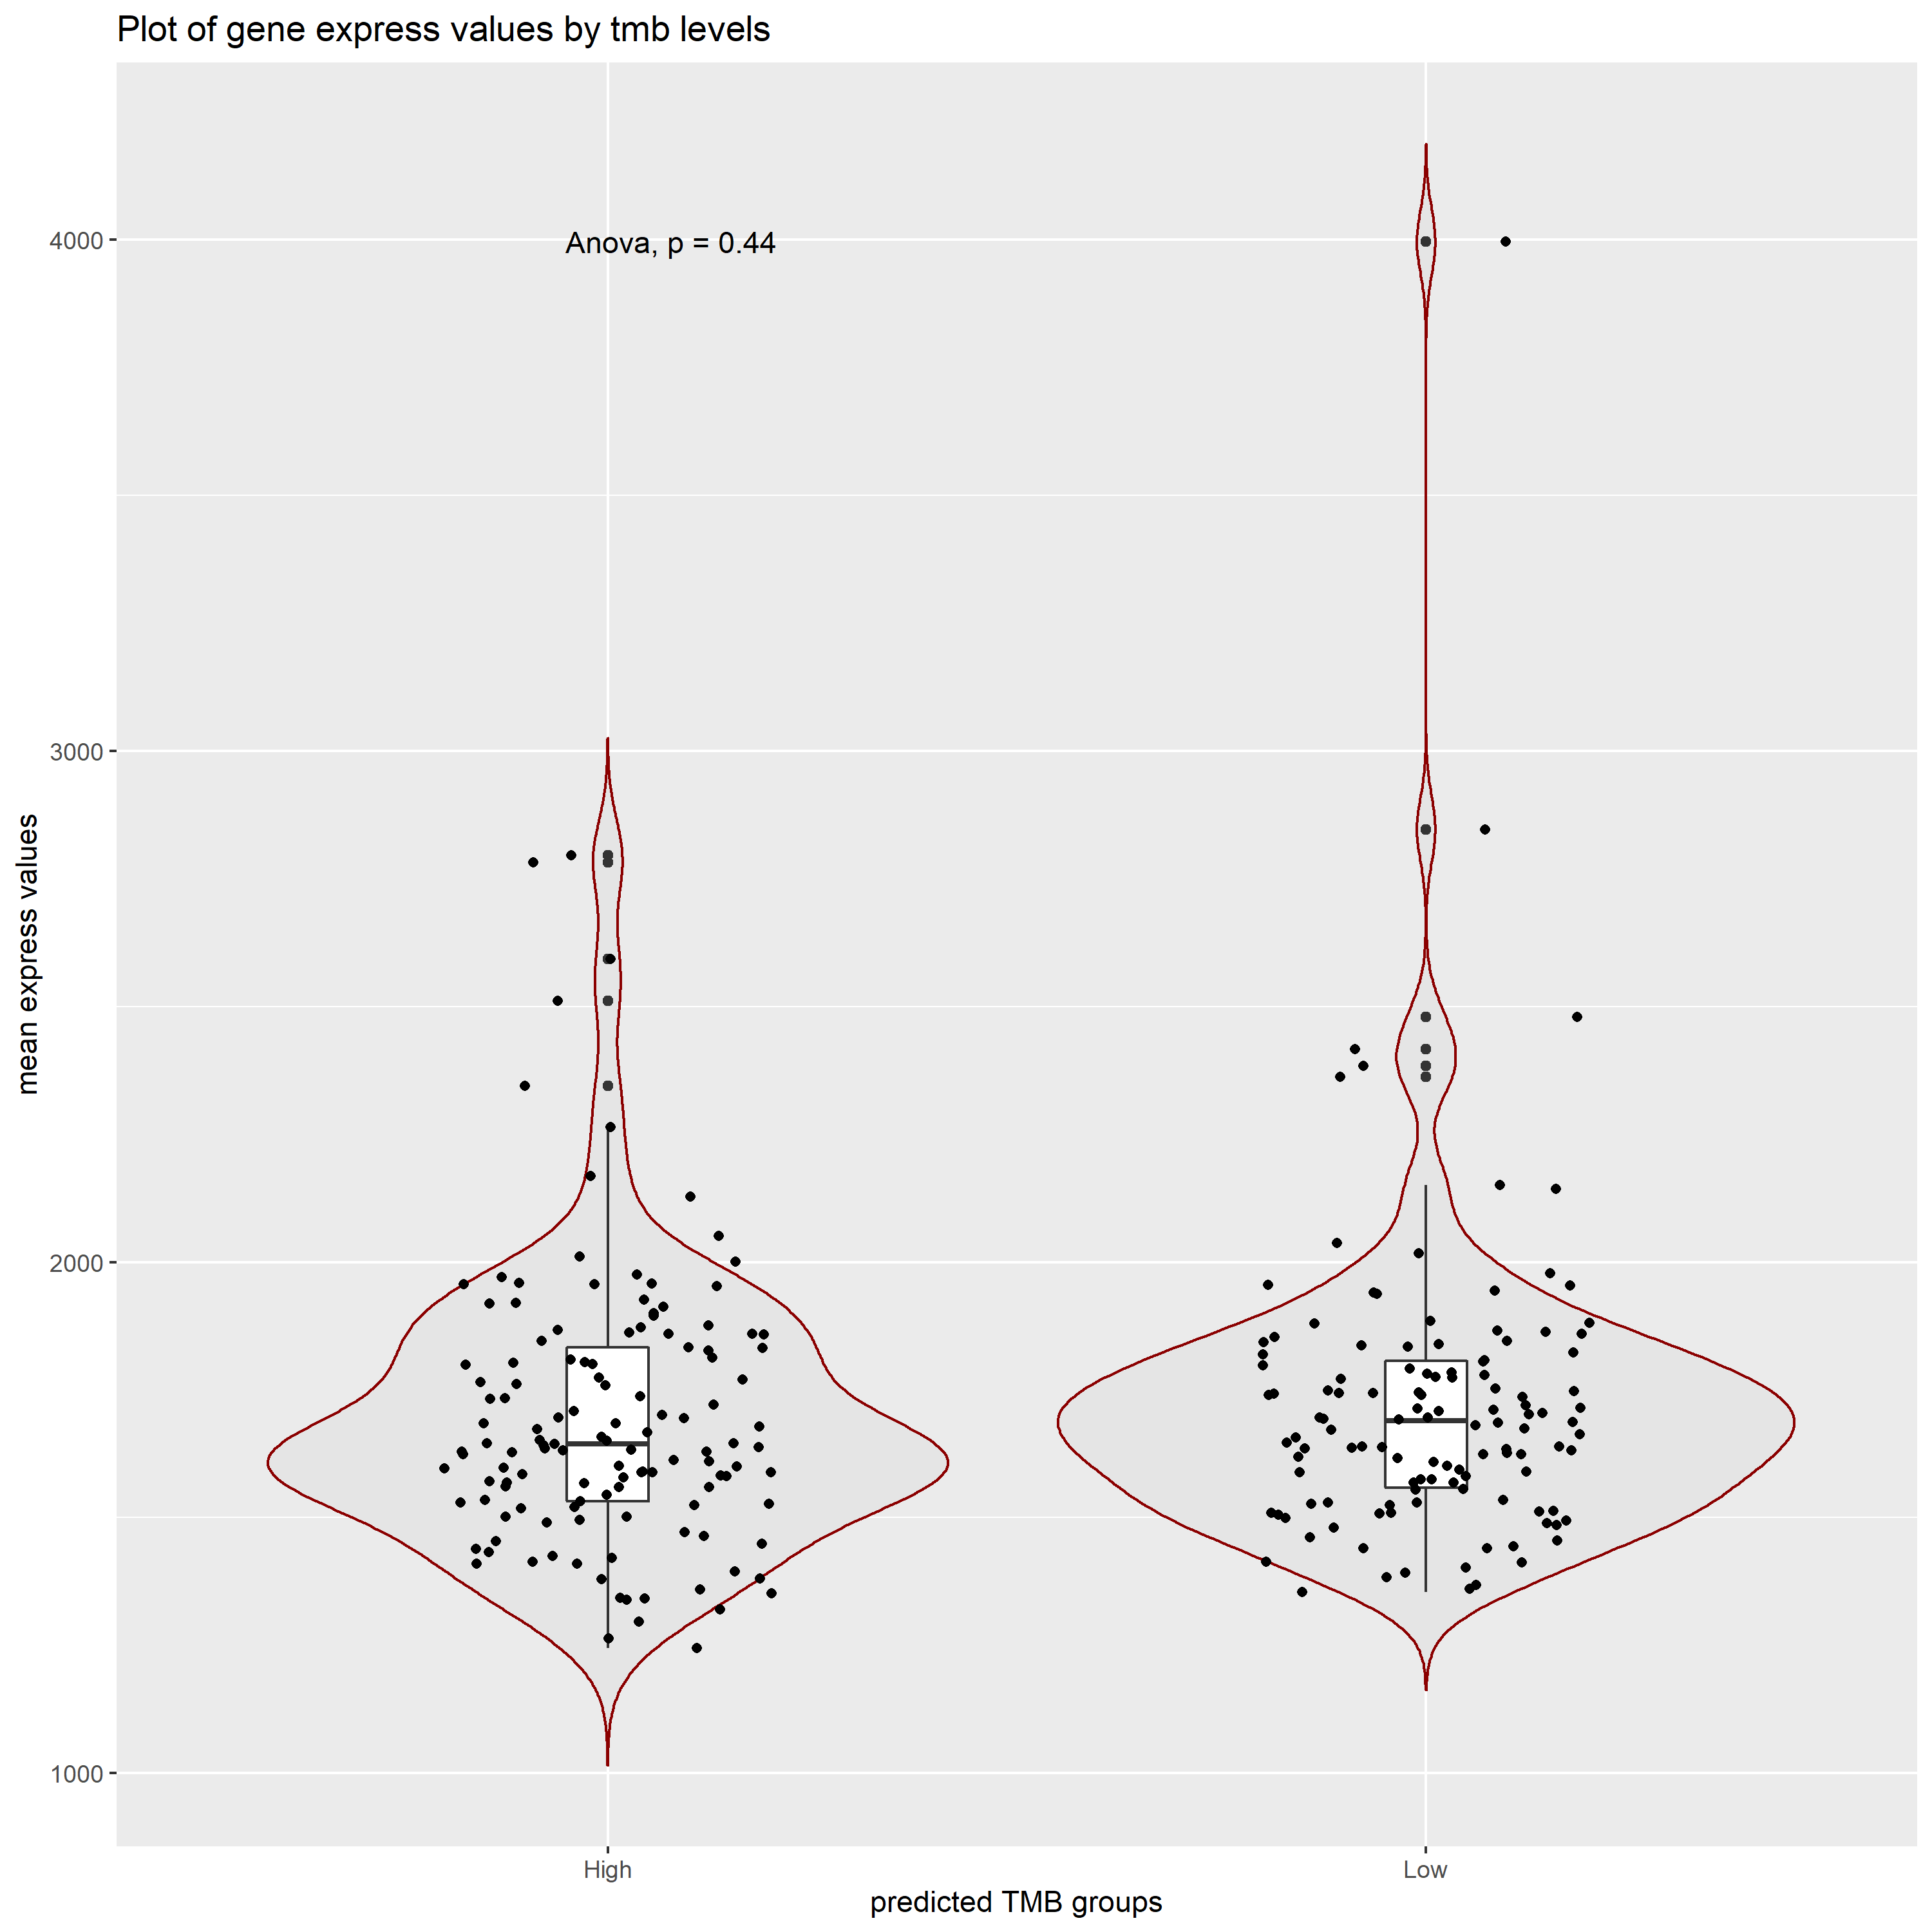 Plot of gene express values by tmb levels
Anova, p = 0.44
4000
3000
2000
1000
mean express values
High
Low
predicted TMB groups